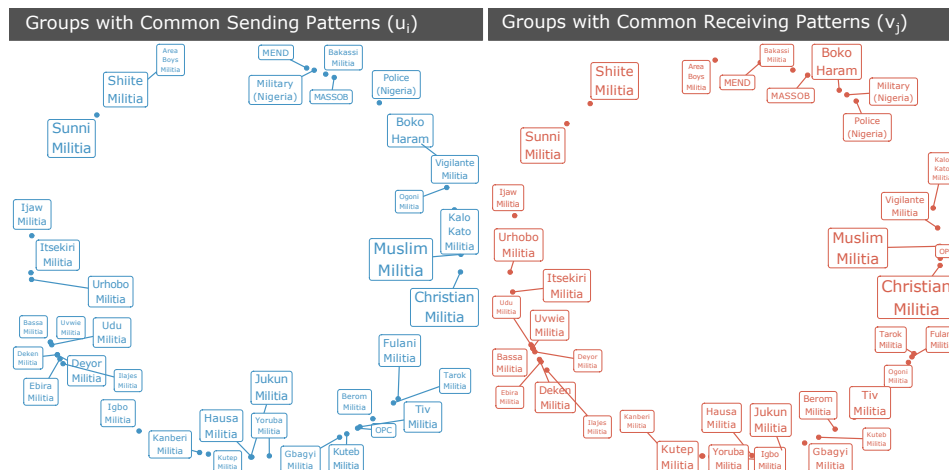 Groups with Common Sending Patterns (uᵢ)
Area
Boys
Militia
Shiite
Militia
Sunni
Militia
MEND
Bakassi
Militia
Military
(Nigeria)
MASSOB
Police
(Nigeria)
Boko
Haram
Vigilante
Militia
Ogoni
Militia
Kalo
Kato
Militia
Muslim
Militia
Christian
Militia
Ijaw
Militia
Itsekiri
Militia
Urhobo
Militia
Bassa
Militia
Uvwie
Militia
Udu
Militia
Deken
Militia
Deyor
Militia
Ilajes
Militia
Ebira
Militia
Igbo
Militia
Kanberi
Militia
Kutep
Militia
Hausa
Militia
Jukun
Militia
Yoruba
Militia
Fulani
Militia
Tarok
Militia
Berom
Militia
Tiv
Militia
OPC
Gbagyi
Militia
Kuteb
Militia
Groups with Common Receiving Patterns (vⱼ)
Area
Boys
Militia
Shiite
Militia
Sunni
Militia
MEND
Bakassi
Militia
MASSOB
Boko
Haram
Military
(Nigeria)
Police
(Nigeria)
Kalo
Kato
Militia
Vigilante
Militia
Muslim
Militia
OPC
Christian
Militia
Ijaw
Militia
Urhobo
Militia
Itsekiri
Militia
Udu
Militia
Uvwie
Militia
Bassa
Militia
Deyor
Militia
Ebira
Militia
Deken
Militia
Ilajes
Militia
Kanberi
Militia
Kutep
Militia
Hausa
Militia
Yoruba
Militia
Jukun
Militia
Igbo
Militia
Tarok
Militia
Fulani
Militia
Ogoni
Militia
Tiv
Militia
Berom
Militia
Kuteb
Militia
Gbagyi
Militia